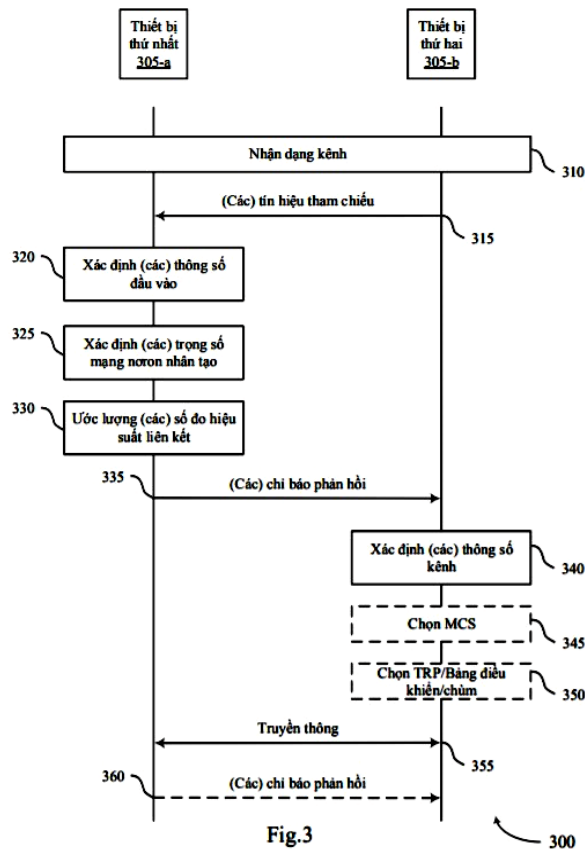 Thiết bị
thứ nhất
305-a
Thiết bị
thứ hai
305-b
Nhận dạng kênh
310
(Các) tín hiệu tham chiếu
315
320
Xác định (các) thông số
đầu vào
325
Xác định (các) trọng số
mạng nơron nhân tạo
330
Ước lượng (các) số đo hiệu
suất liên kết
335
(Các) chỉ báo phản hồi
Xác định (các) thông số
kênh
340
Chọn MCS
345
Chọn TRP/Bảng điều
khiển/chùm
350
Truyền thông
355
360
(Các) chỉ báo phản hồi
Fig.3
300